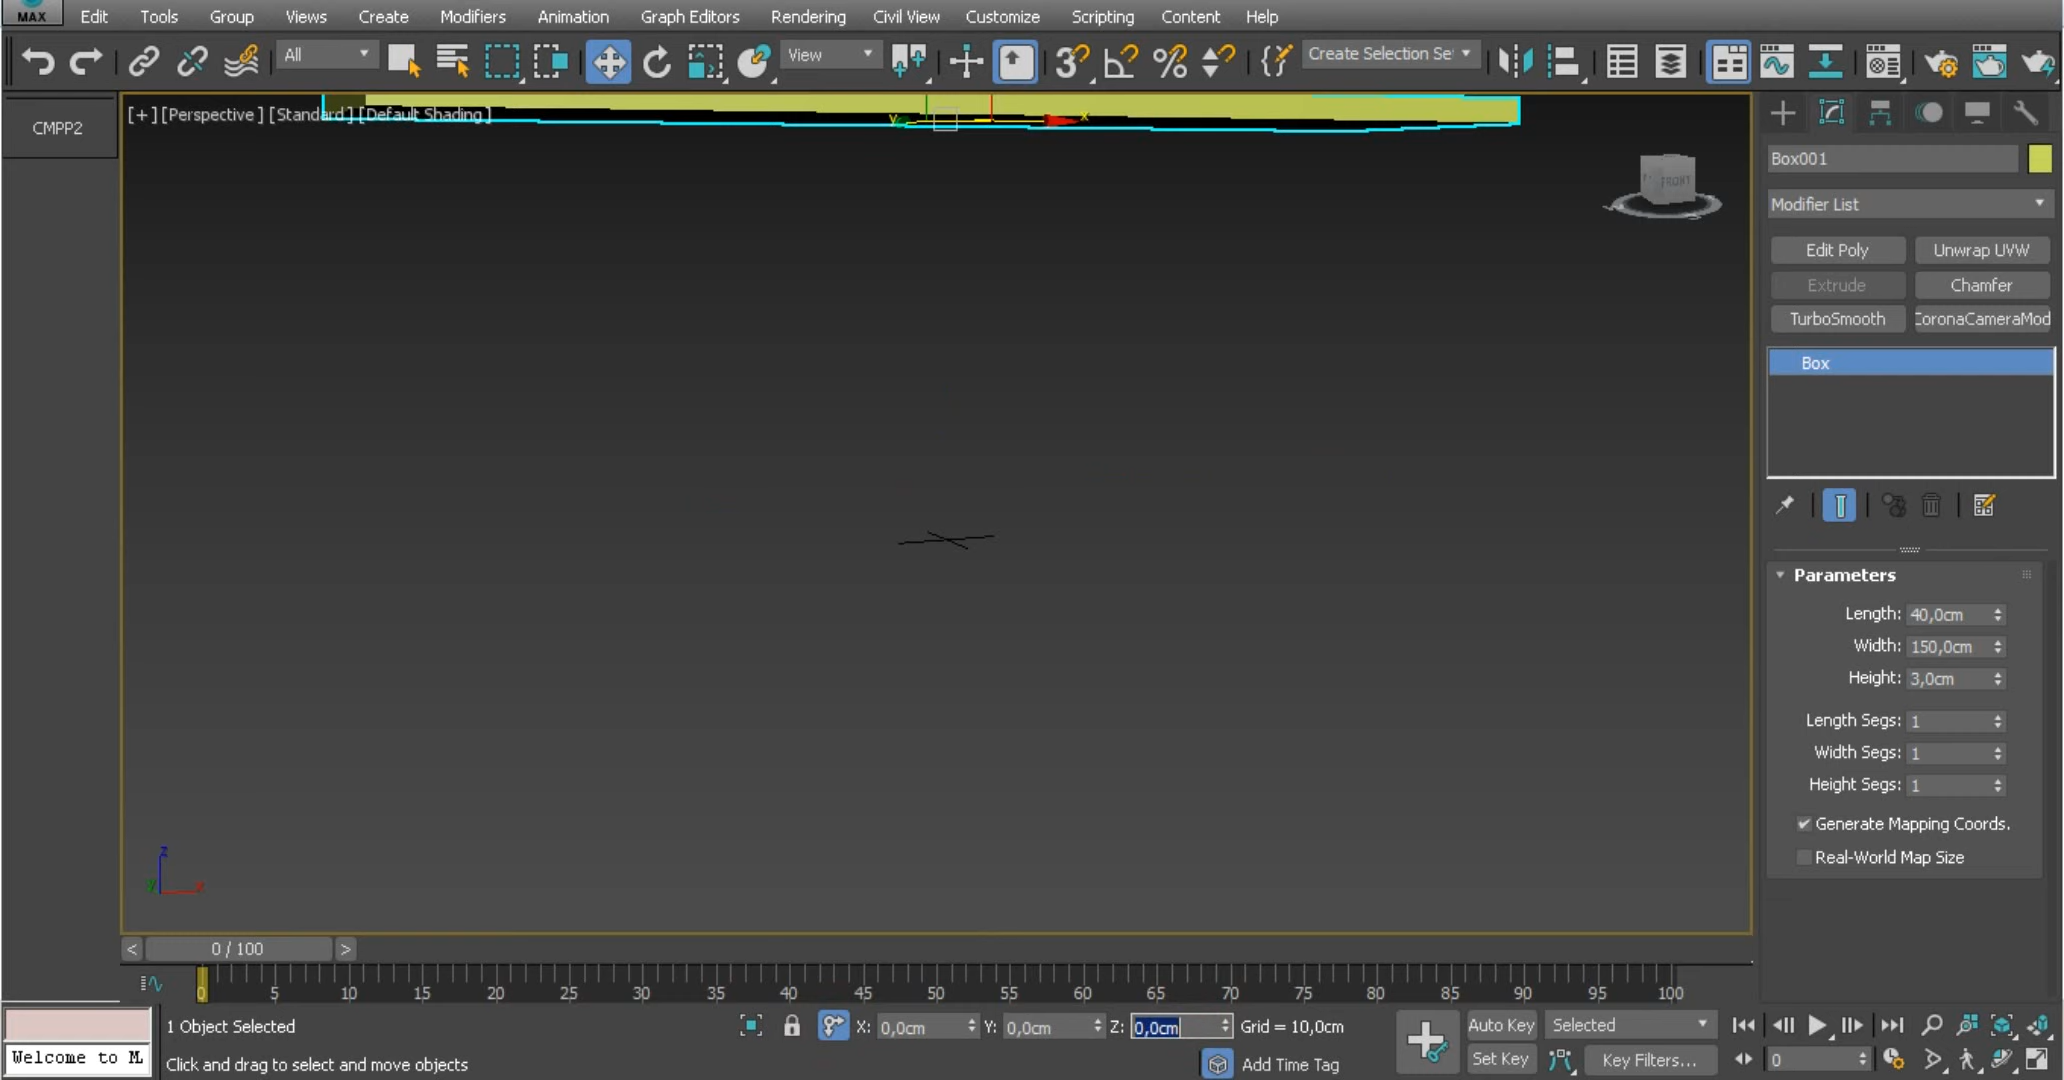 MAX Edit Tools Group Views Create Modifiers Animation Graph Editors Rendering Civil View Customize Scripting Content Help
All View 3 Create Selection Se
CMPP2
[+] [Perspective ] [Standard ] [Default Shading ]
y x
FRONT
Box001
Modifier List
Edit Poly Unwrap UVW
Extrude Chamfer
TurboSmooth CoronaCameraMod
Box
Parameters
Length: 40,0cm
Width: 150,0cm
Height: 3,0cm
Length Segs: 1
Width Segs: 1
Height Segs: 1
Generate Mapping Coords.
Real-World Map Size
z
y x
< 0 / 100 >
0 5 10 15 20 25 30 35 40 45 50 55 60 65 70 75 80 85 90 95 100
1 Object Selected X: 0,0cm Y: 0,0cm Z: 0,0cm Grid = 10,0cm Auto Key Selected
Welcome to M Click and drag to select and move objects Add Time Tag Set Key Key Filters... 0